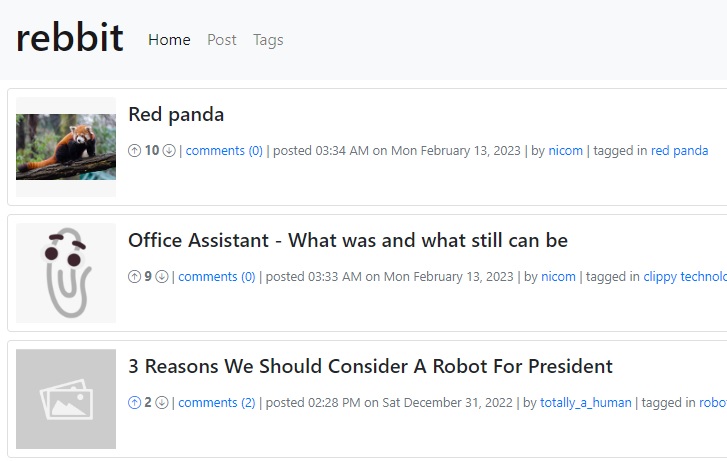 rebbit Home Post Tags
Red panda
10 | comments (0) | posted 03:34 AM on Mon February 13, 2023 | by nicom | tagged in red panda
Office Assistant - What was and what still can be
9 | comments (0) | posted 03:33 AM on Mon February 13, 2023 | by nicom | tagged in clippy technolo
3 Reasons We Should Consider A Robot For President
2 | comments (2) | posted 02:28 PM on Sat December 31, 2022 | by totally_a_human | tagged in robo